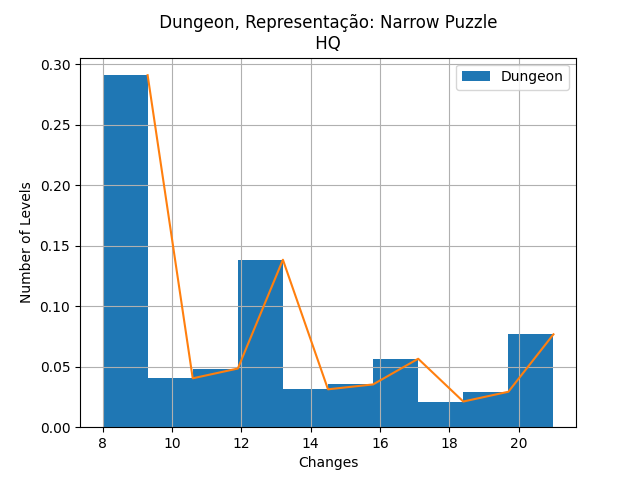 Dungeon, Representação: Narrow Puzzle
HQ
Dungeon
Number of Levels
0.30
0.25
0.20
0.15
0.10
0.05
0.00
8 10 12 14 16 18 20
Changes